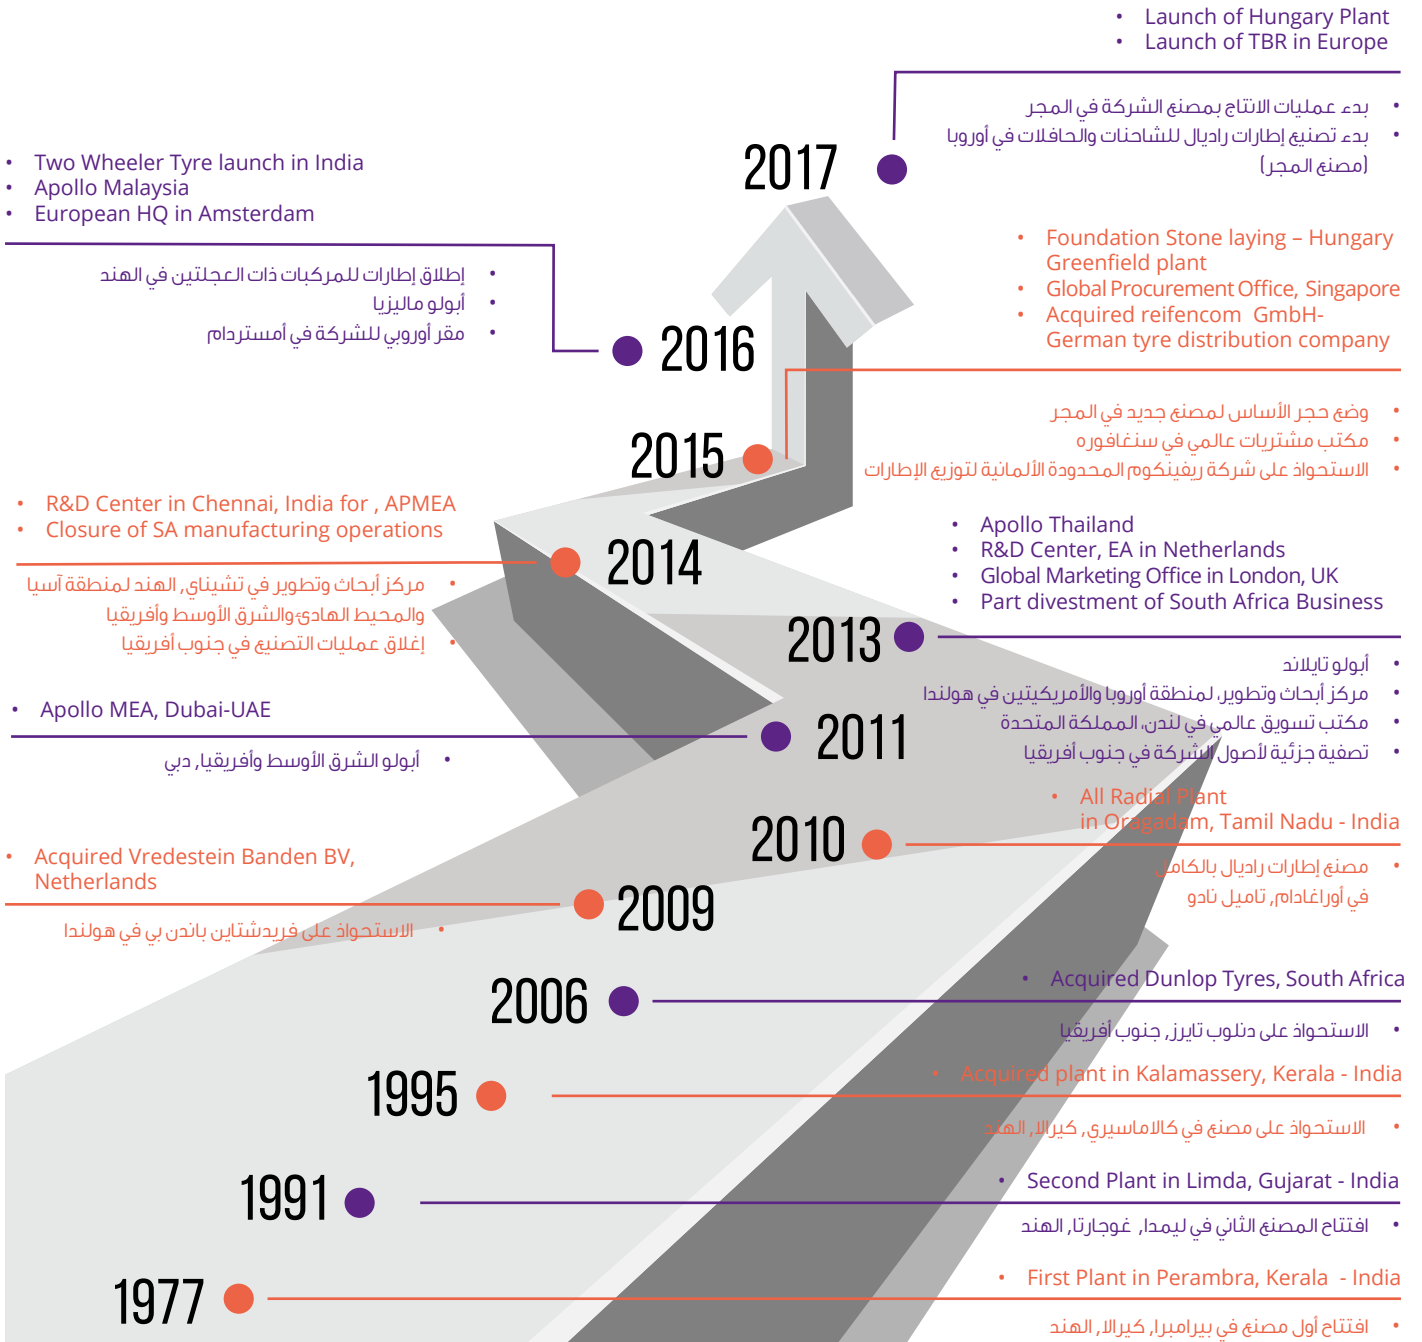 • Launch of Hungary Plant
• Launch of TBR in Europe
2017
• بدء عمليات الانتاج بمصنع الشركة في المجر
• بدء تصنيع إطارات راديال للشاحنات والحافلات في أوروبا
(مصنع المجر)
• Two Wheeler Tyre launch in India
• Apollo Malaysia
• European HQ in Amsterdam
• إطلاق إطارات للمركبات ذات العجلتين في الهند
• أبولو ماليزيا
• مقر أوروبي للشركة في أمستردام
2016
• Foundation Stone laying – Hungary
Greenfield plant
• Global Procurement Office, Singapore
• Acquired reifencom GmbH-
German tyre distribution company
2015
• وضع حجر الأساس لمصنع جديد في المجر
• مكتب مشتريات عالمي في سنغافوره
• الاستحواذ على شركة ريفينكوم المحدودة الألمانية لتوزيع الإطارات
• R&D Center in Chennai, India for , APMEA
• Closure of SA manufacturing operations
2014
• مركز أبحاث وتطوير في تشيناي, الهند لمنطقة آسيا
والمحيط الهادئ والشرق الأوسط وأفريقيا
• إغلاق عمليات التصنيع في جنوب أفريقيا
• Apollo Thailand
• R&D Center, EA in Netherlands
• Global Marketing Office in London, UK
• Part divestment of South Africa Business
2013
• أبولو تايلاند
• مركز أبحاث وتطوير، لمنطقة أوروبا والأمريكيتين في هولندا
• مكتب تسويق عالمي في لندن، المملكة المتحدة
• تصفية جزئية لأصول الشركة في جنوب أفريقيا
• Apollo MEA, Dubai-UAE
2011
• أبولو الشرق الأوسط وأفريقيا, دبي
• All Radial Plant
in Oragadam, Tamil Nadu - India
2010
• مصنع إطارات راديال بالكامل
في أوراغادام, تاميل نادو
• Acquired Vredestein Banden BV,
Netherlands
2009
• الاستحواذ على فريدشتاين باندن بي في هولندا
• Acquired Dunlop Tyres, South Africa
2006
• الاستحواذ على دنلوب تايرز, جنوب أفريقيا
• Acquired plant in Kalamassery, Kerala - India
1995
• الاستحواذ على مصنع في كالاماسيري, كيرالا, الهند
• Second Plant in Limda, Gujarat - India
1991
• افتتاح المصنع الثاني في ليمدا, غوجارتا, الهند
• First Plant in Perambra, Kerala - India
1977
• افتتاح أول مصنع في بيرامبرا, كيرالا, الهند